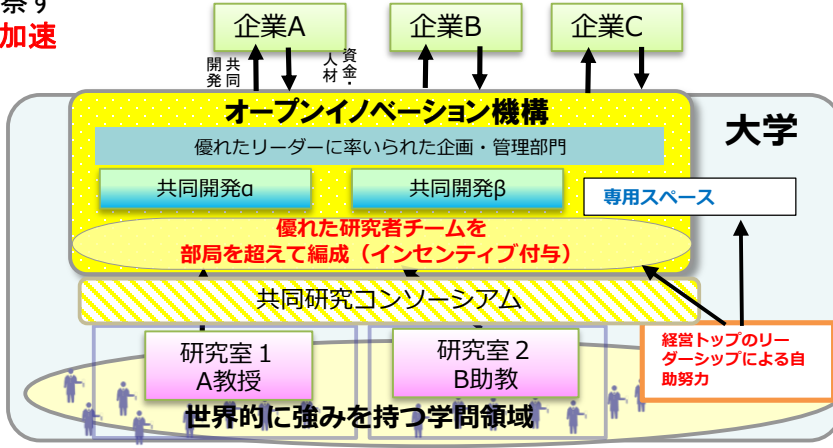 察す
加速
企業A
企業B
企業C
共同
開発
資金・
人材
オープンイノベーション機構
大学
優れたリーダーに率いられた企画・管理部門
共同開発α
共同開発β
専用スペース
優れた研究者チームを
部局を超えて編成（インセンティブ付与）
共同研究コンソーシアム
研究室１
A教授
研究室２
B助教
経営トップのリー
ダーシップによる自
助努力
世界的に強みを持つ学問領域